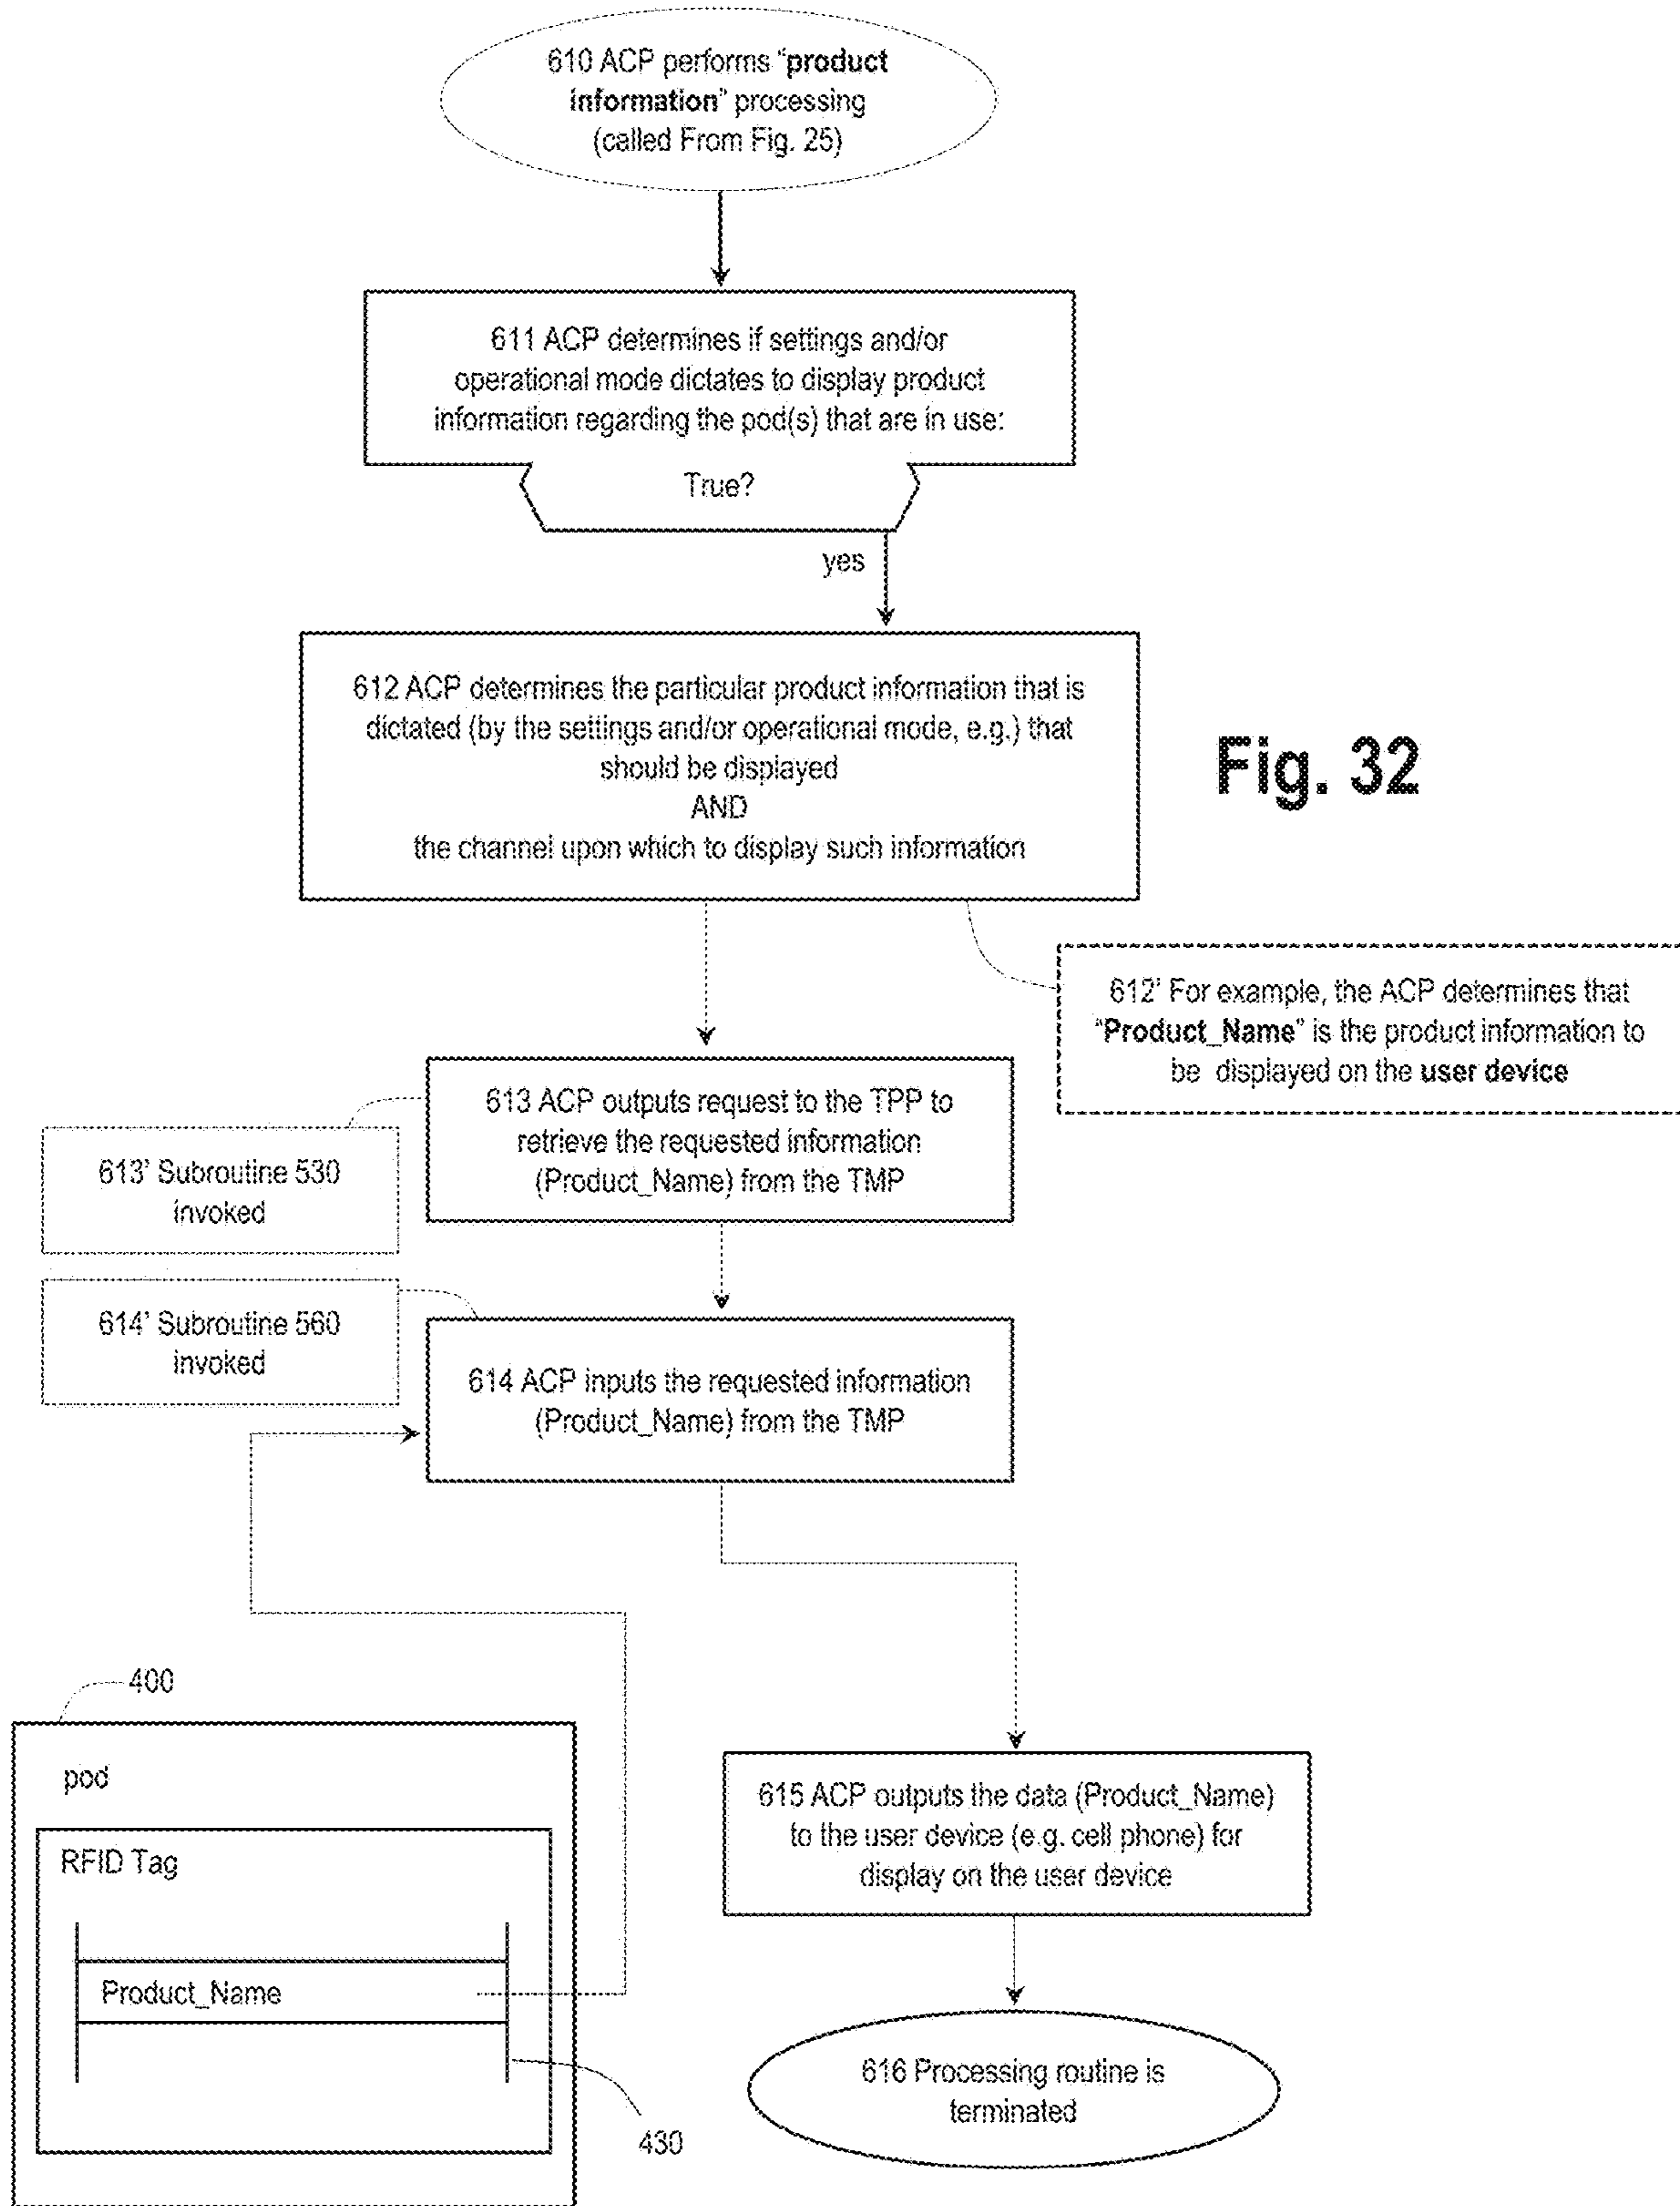 610 ACP performs "product
information" processing
(called From Fig. 25)
611 ACP determines if settings and/or
operational mode dictates to display product
information regarding the pod(s) that are in use:
True?
yes
612 ACP determines the particular product information that is
dictated (by the settings and/or operational mode, e.g.) that
should be displayed
AND
the channel upon which to display such information
Fig. 32
612' For example, the ACP determines that
"Product_Name" is the product information to
be displayed on the user device
613 ACP outputs request to the TPP to
retrieve the requested information
(Product_Name) from the TMP
613' Subroutine 530
invoked
614' Subroutine 560
invoked
614 ACP inputs the requested information
(Product_Name) from the TMP
400
pod
RFID Tag
Product_Name
430
615 ACP outputs the data (Product_Name)
to the user device (e.g. cell phone) for
display on the user device
616 Processing routine is
terminated